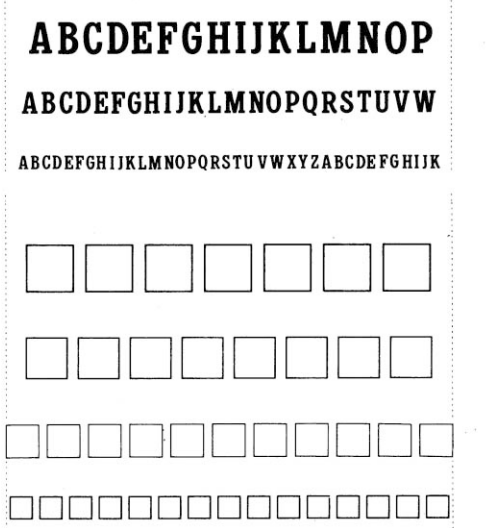 ABCDEFGHIJKLMNOP
ABCDEFGHIJKLMNOPQRSTUVW
ABCDEFGHIJKLMNOPQRSTUVWXYZABCDEFGHIJK